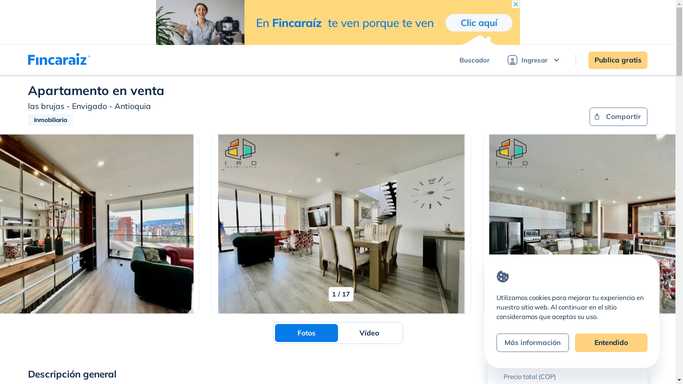 En Fincaraíz te ven porque te ven
Clic aquí
Fincaraíz
Buscador
Ingresar
Publica gratis
Apartamento en venta
las brujas - Envigado - Antioquia
Inmobiliaria
Compartir
1 / 17
Fotos
Vídeo
Utilizamos cookies para mejorar tu experiencia en
nuestro sitio web. Al continuar en el sitio
consideramos que aceptas su uso.
Más información
Entendido
Descripción general
Precio total (COP)